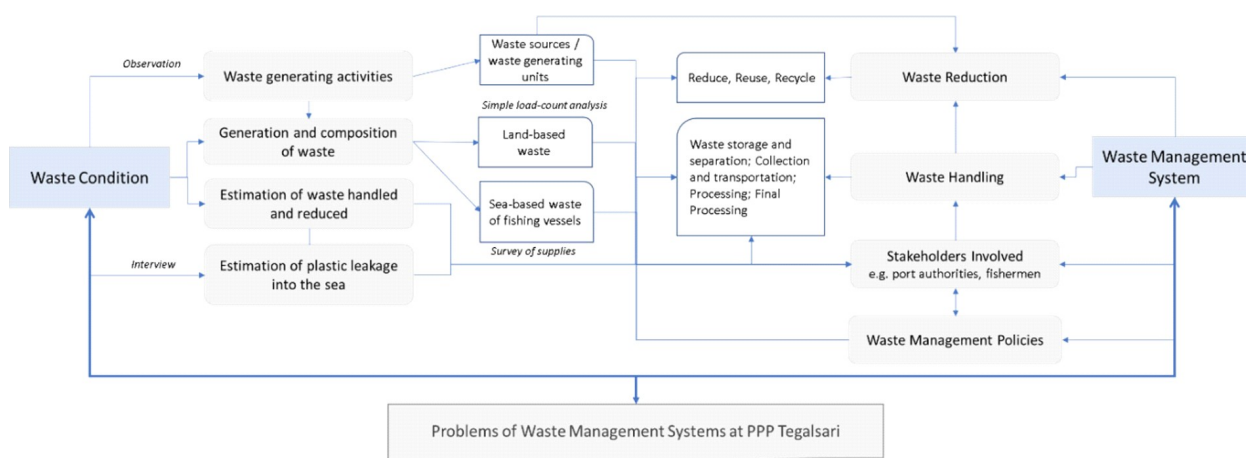 Observation
Waste generating activities
Waste sources /
waste generating
units
Reduce, Reuse, Recycle
Waste Reduction
Simple load-count analysis
Generation and composition
of waste
Land-based
waste
Waste storage and
separation; Collection
and transportation;
Processing; Final
Processing
Waste Handling
Waste Management
System
Waste Condition
Estimation of waste handled
and reduced
Sea-based waste
of fishing vessels
Survey of supplies
Interview
Estimation of plastic leakage
into the sea
Stakeholders Involved
e.g. port authorities, fishermen
Waste Management Policies
Problems of Waste Management Systems at PPP Tegalsari